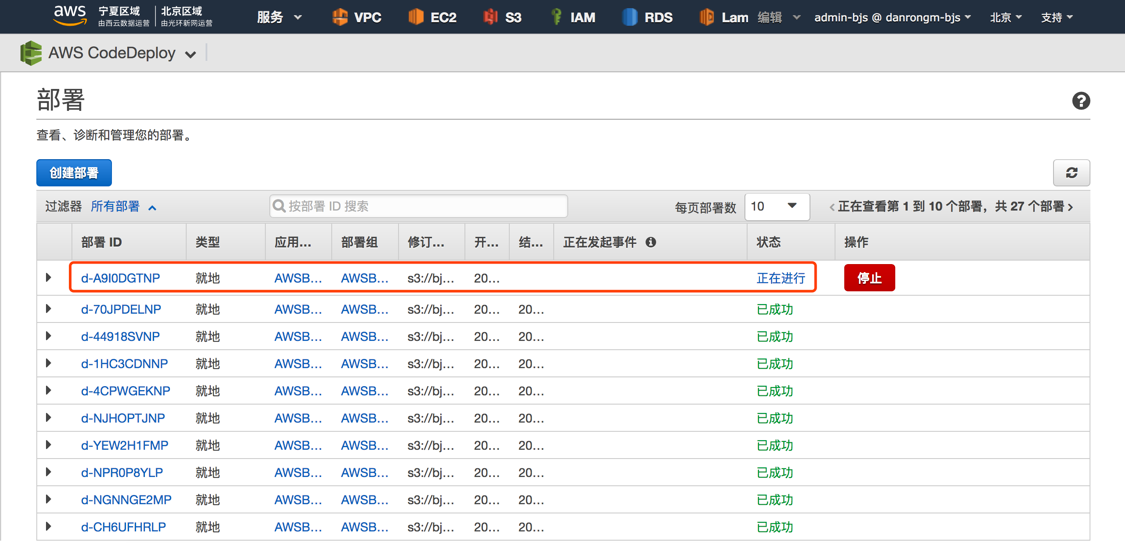 aws 宁夏区域 由西云数据运营 北京区域 由光环新网运营 服务 VPC EC2 S3 IAM RDS Lam 编辑 admin-bjs @ danrongm-bjs 北京 支持
AWS CodeDeploy
部署
查看、诊断和管理您的部署。
创建部署
过滤器 所有部署 按部署 ID 搜索 每页部署数 10 正在查看第 1 到 10 个部署，共 27 个部署
部署 ID 类型 应用... 部署组 修订... 开... 结... 正在发起事件 状态 操作
d-A9I0DGTNP 就地 AWSB... AWSB... s3://bj... 20... 正在进行 停止
d-70JPDELNP 就地 AWSB... AWSB... s3://bj... 20... 20... 已成功
d-44918SVNP 就地 AWSB... AWSB... s3://bj... 20... 20... 已成功
d-1HC3CDNNP 就地 AWSB... AWSB... s3://bj... 20... 20... 已成功
d-4CPWGEKNP 就地 AWSB... AWSB... s3://bj... 20... 20... 已成功
d-NJHOPTJNP 就地 AWSB... AWSB... s3://bj... 20... 20... 已成功
d-YEW2H1FMP 就地 AWSB... AWSB... s3://bj... 20... 20... 已成功
d-NPR0P8YLP 就地 AWSB... AWSB... s3://bj... 20... 20... 已成功
d-NGNNGE2MP 就地 AWSB... AWSB... s3://bj... 20... 20... 已成功
d-CH6UFHRLP 就地 AWSB... AWSB... s3://bj... 20... 20... 已成功